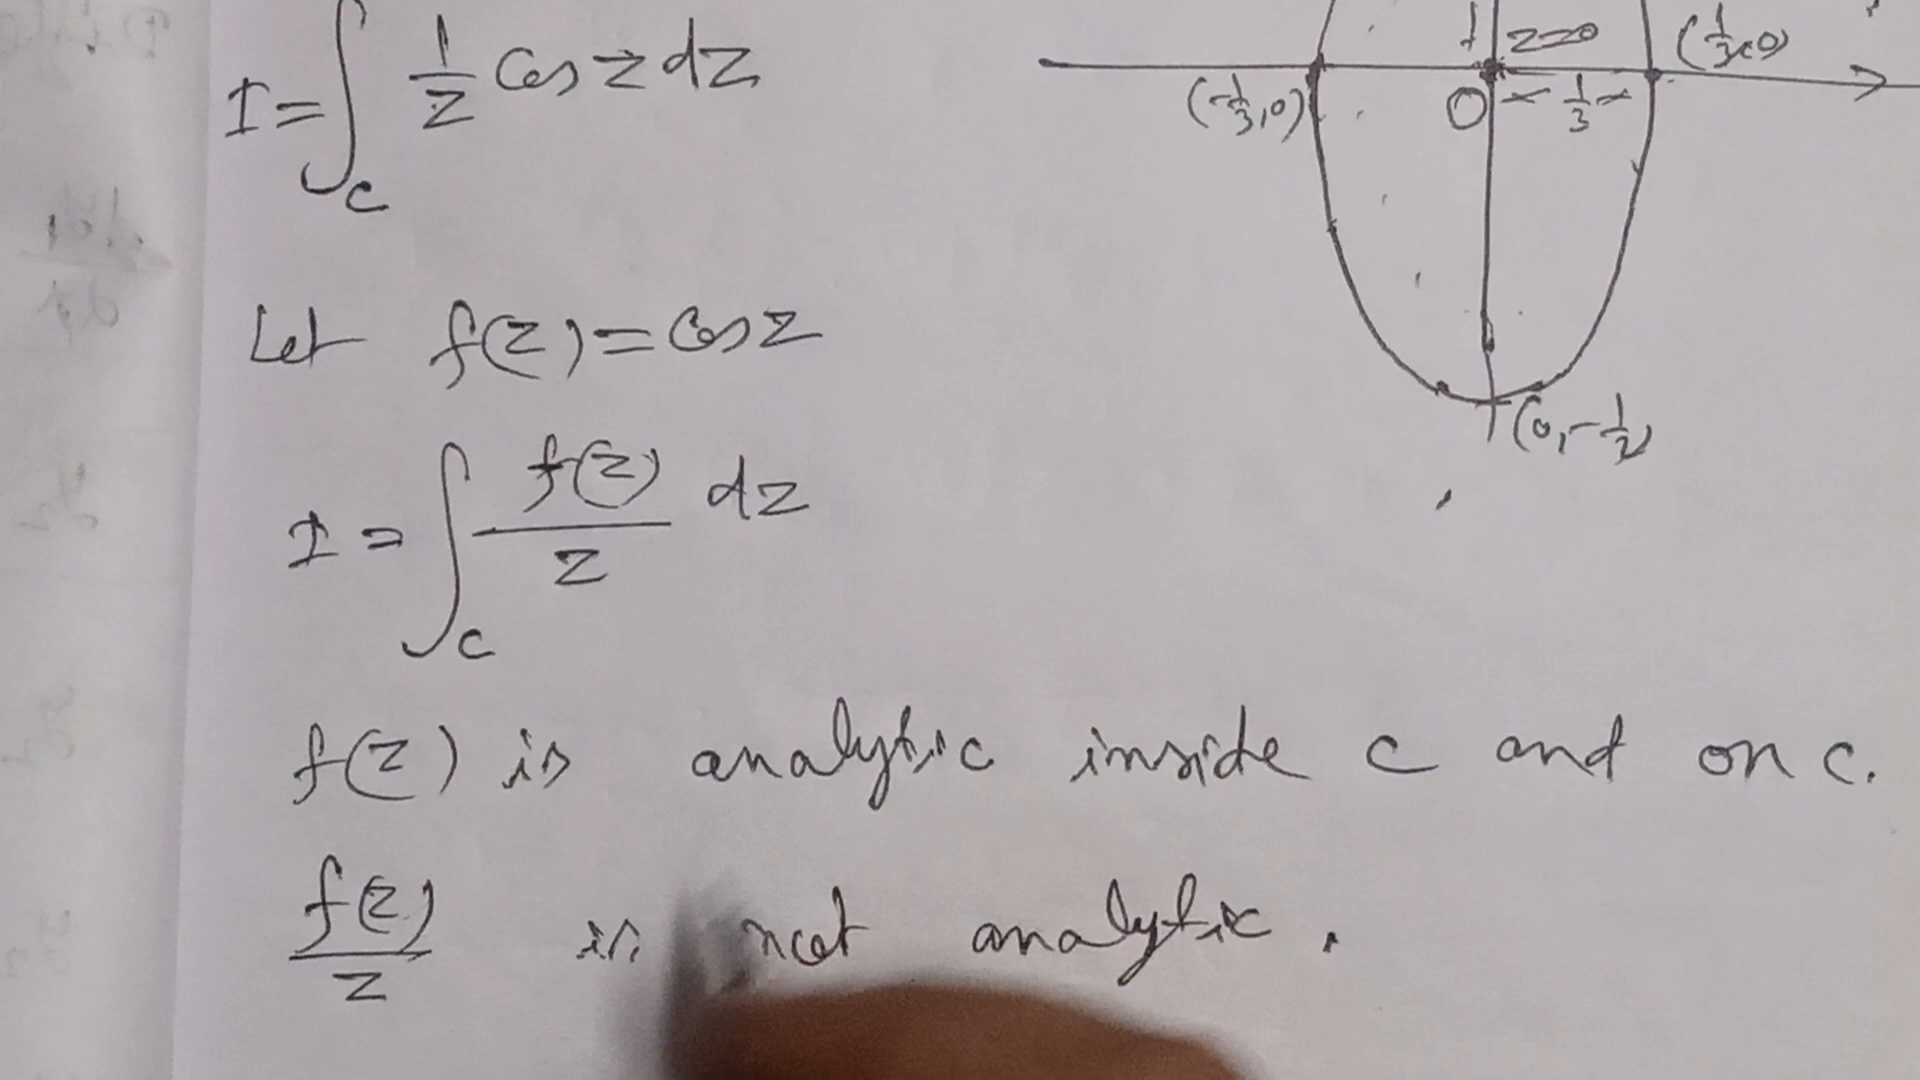 I = ∫_C 1/z Cos z dz
z=0
(1/3, 0)
(-1/3, 0)
O
1/3
Let f(z) = Cos z
(0, -1/2)
I = ∫_C f(z)/z dz
f(z) is analytic inside C and on C.
f(z)/z is not analytic.